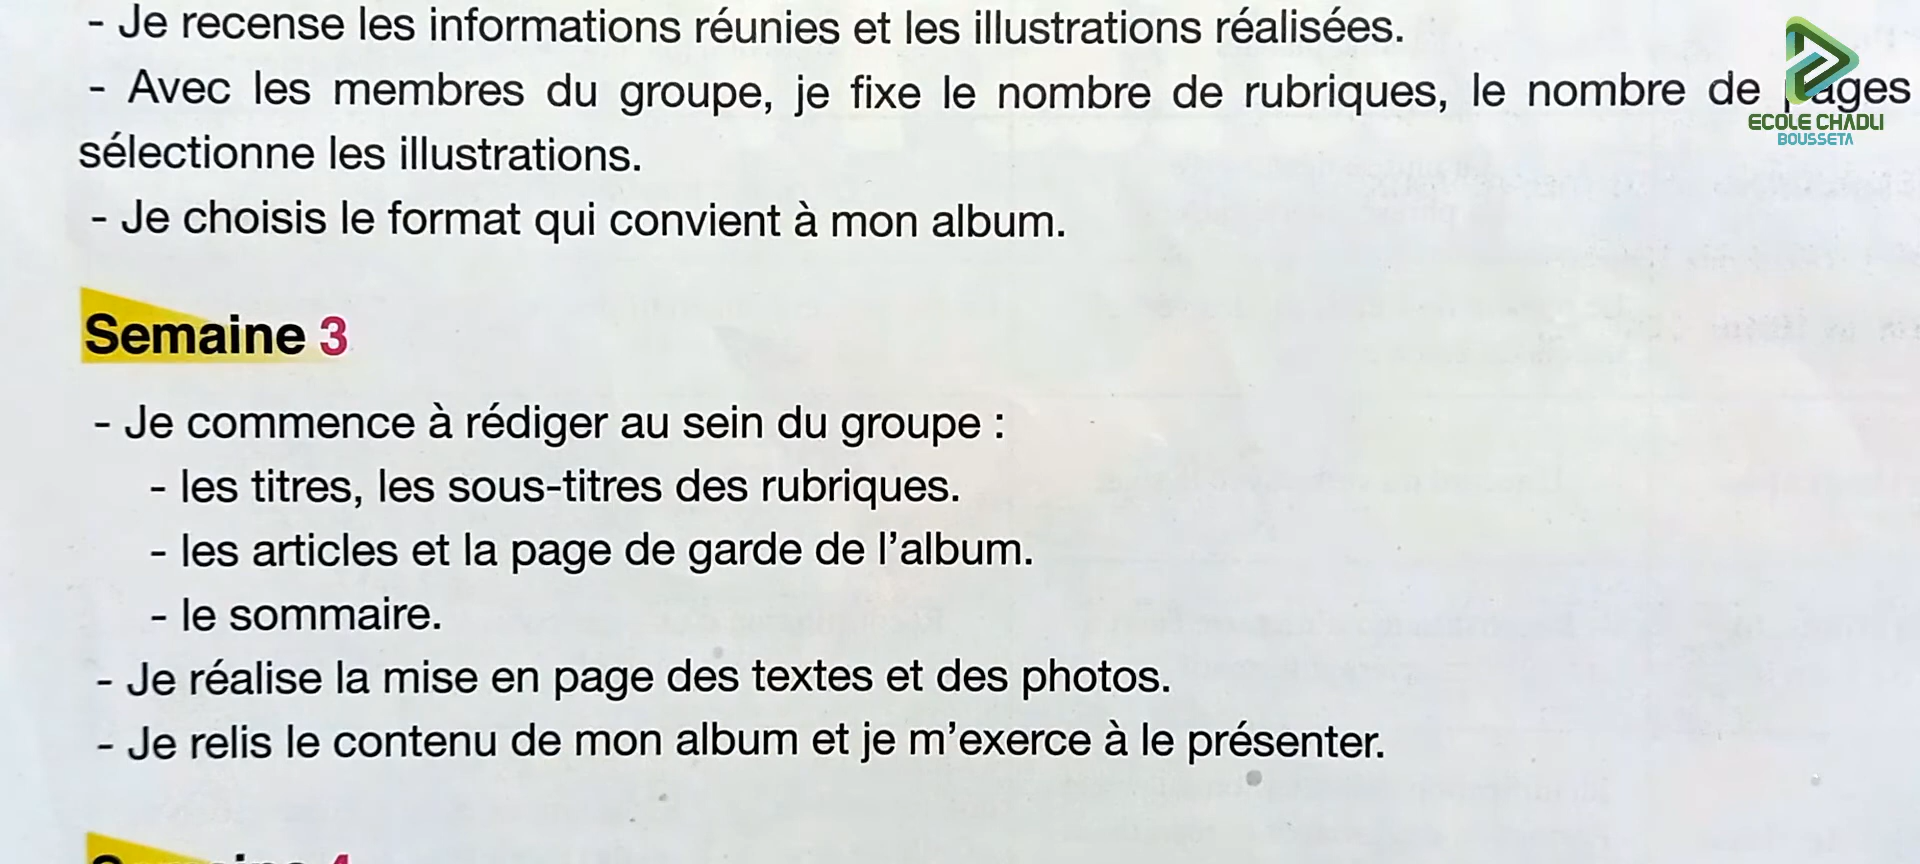 - Je recense les informations réunies et les illustrations réalisées.
- Avec les membres du groupe, je fixe le nombre de rubriques, le nombre de pages
sélectionne les illustrations.
- Je choisis le format qui convient à mon album.
ECOLE CHADLI
BOUSSETA
Semaine 3
- Je commence à rédiger au sein du groupe :
- les titres, les sous-titres des rubriques.
- les articles et la page de garde de l'album.
- le sommaire.
- Je réalise la mise en page des textes et des photos.
- Je relis le contenu de mon album et je m'exerce à le présenter.